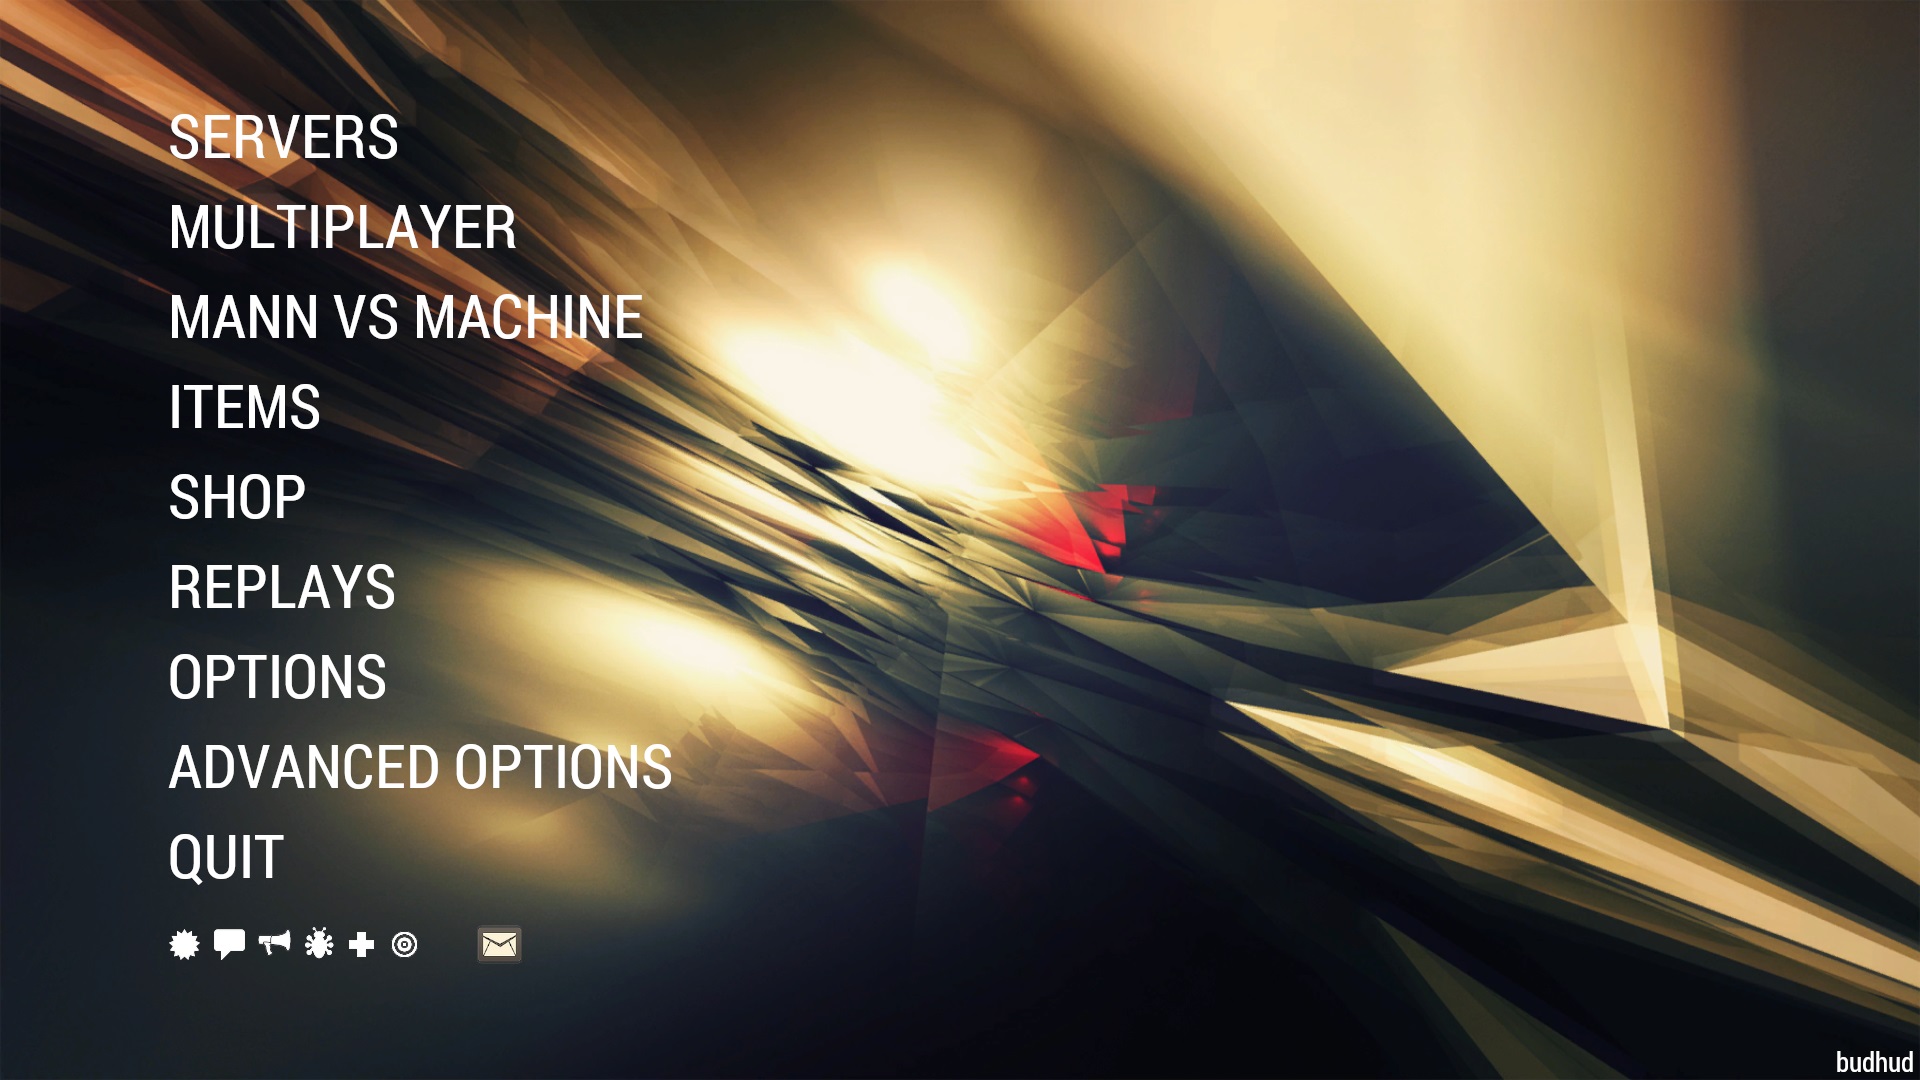 SERVERS
MULTIPLAYER
MANN VS MACHINE
ITEMS
SHOP
REPLAYS
OPTIONS
ADVANCED OPTIONS
QUIT
budhud